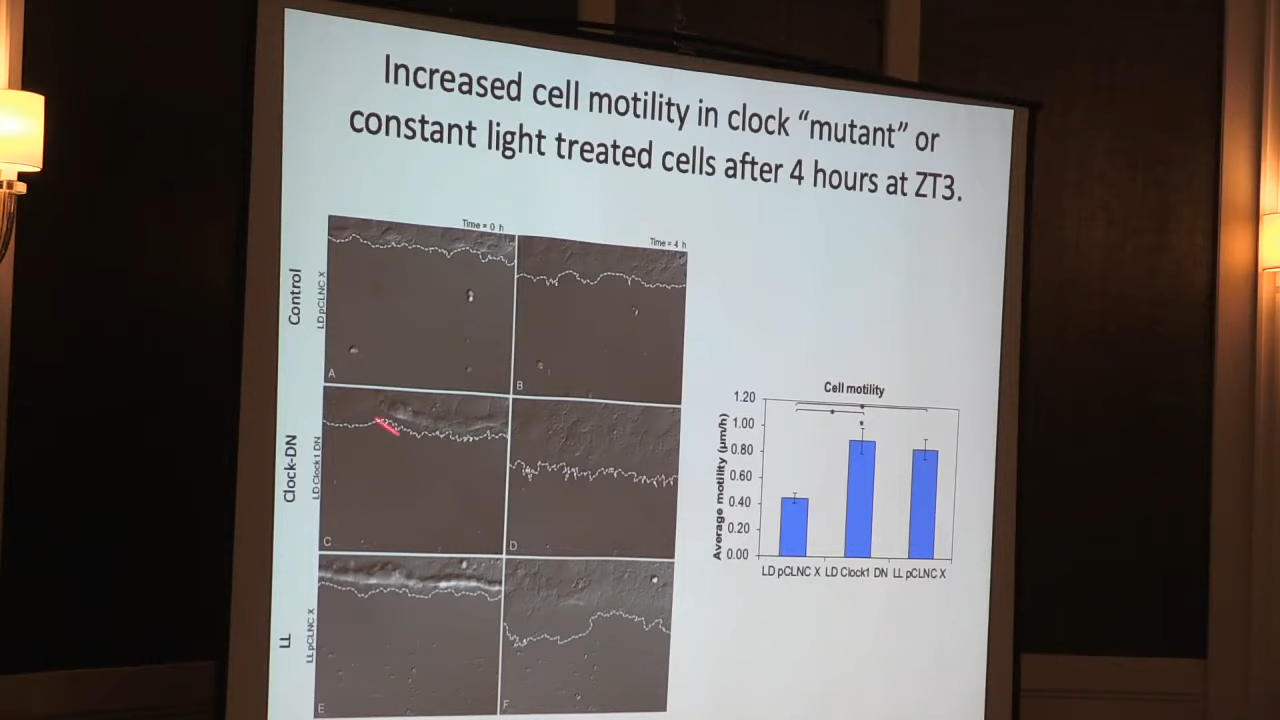 Increased cell motility in clock “mutant” or
constant light treated cells after 4 hours at ZT3.
Time = 0 h
Time = 4 h
Control
LD pCLNC X
A
B
Clock-DN
LD Clock1 DN
C
D
LL
LL pCLNC X
E
F
Cell motility
Average motility (µm/h)
1.20
1.00
0.80
0.60
0.40
0.20
0.00
*
*
*
LD pCLNC X LD Clock1 DN LL pCLNC X